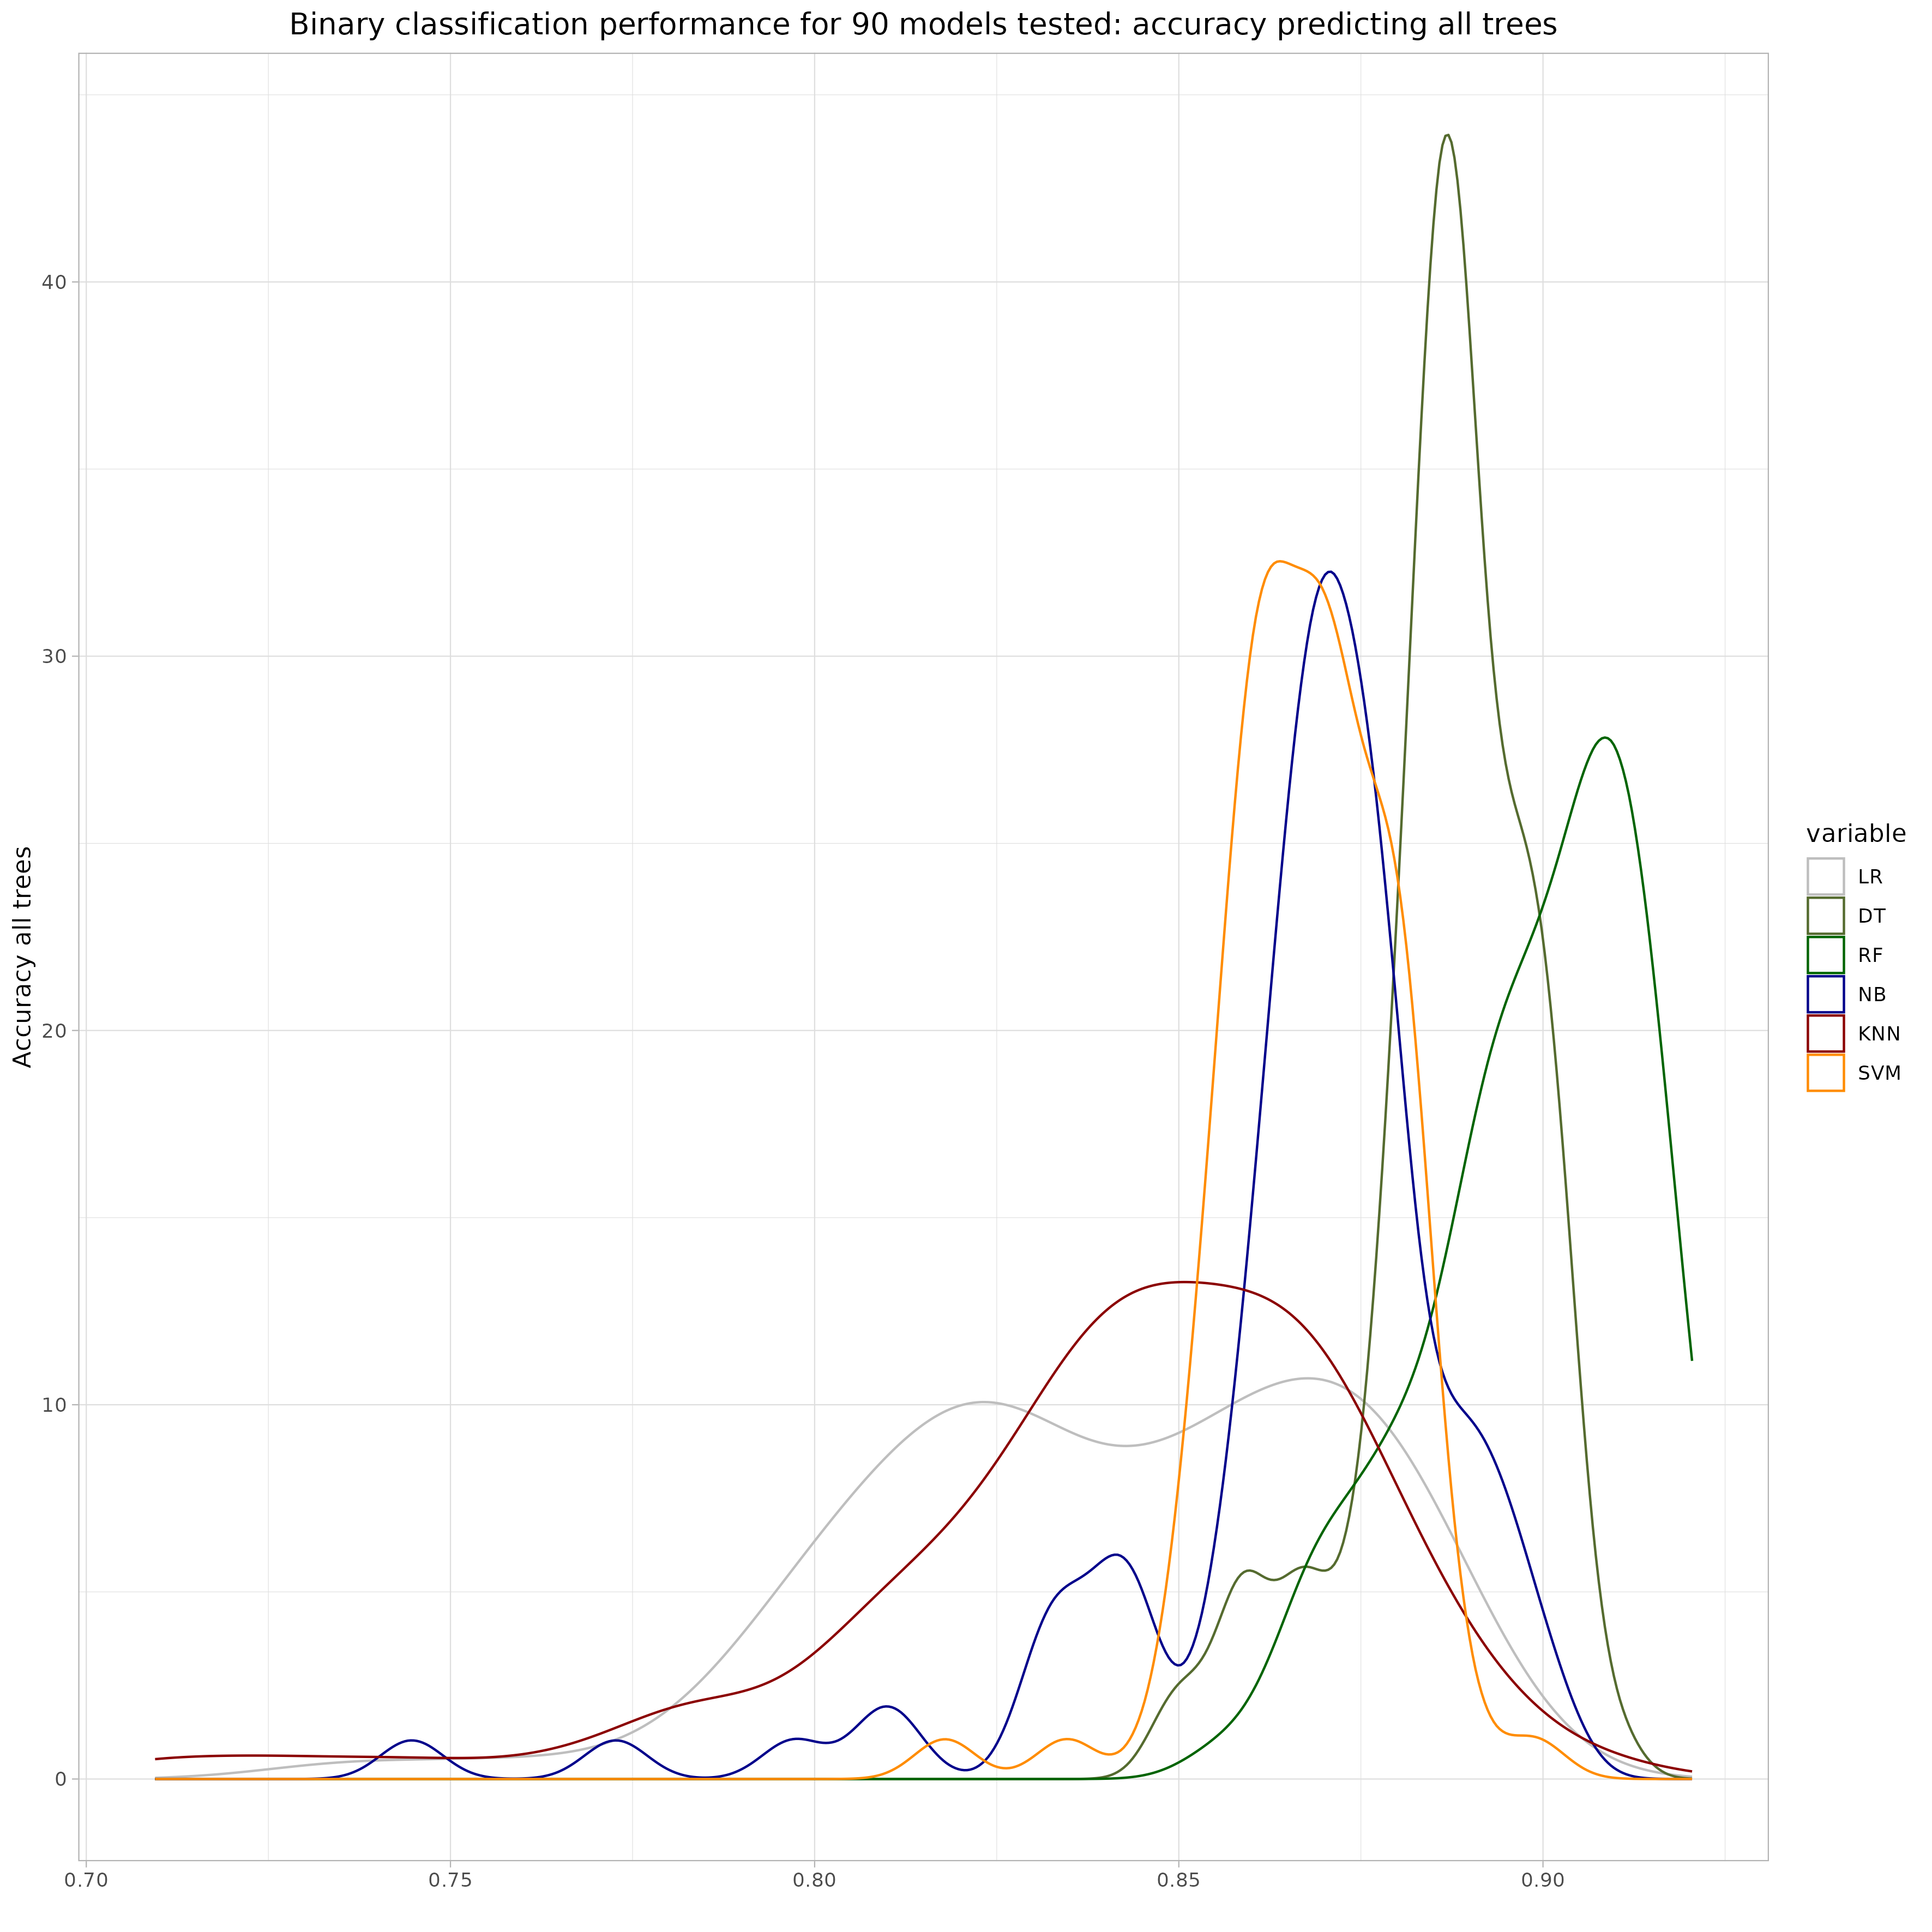 Binary classification performance for 90 models tested: accuracy predicting all trees
Accuracy all trees
40
30
20
10
0
0.70 0.75 0.80 0.85 0.90
variable
LR
DT
RF
NB
KNN
SVM